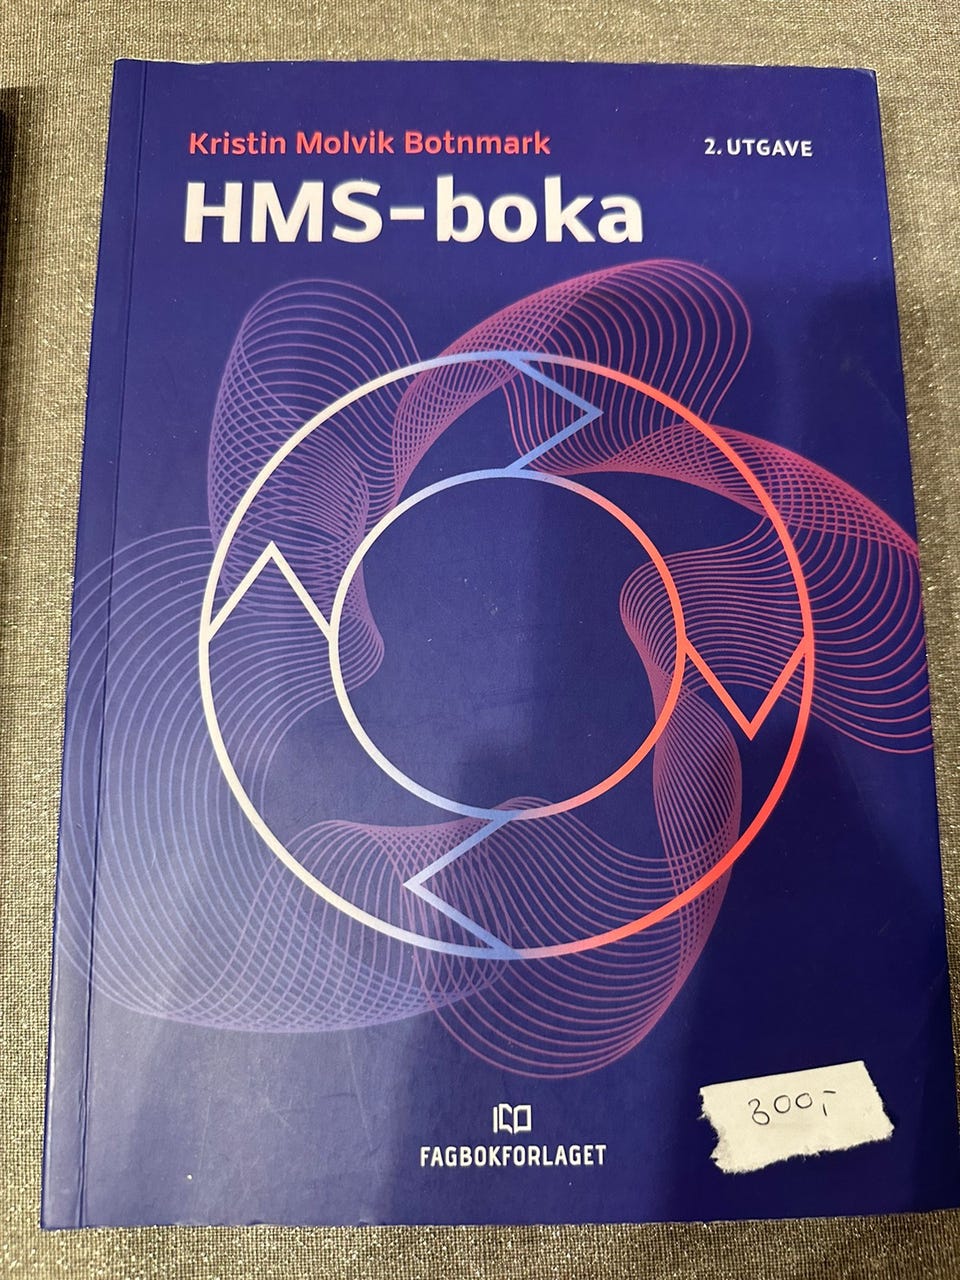 Kristin Molvik Botnmark
2. UTGAVE
HMS-boka
FAGBOKFORLAGET
300,-